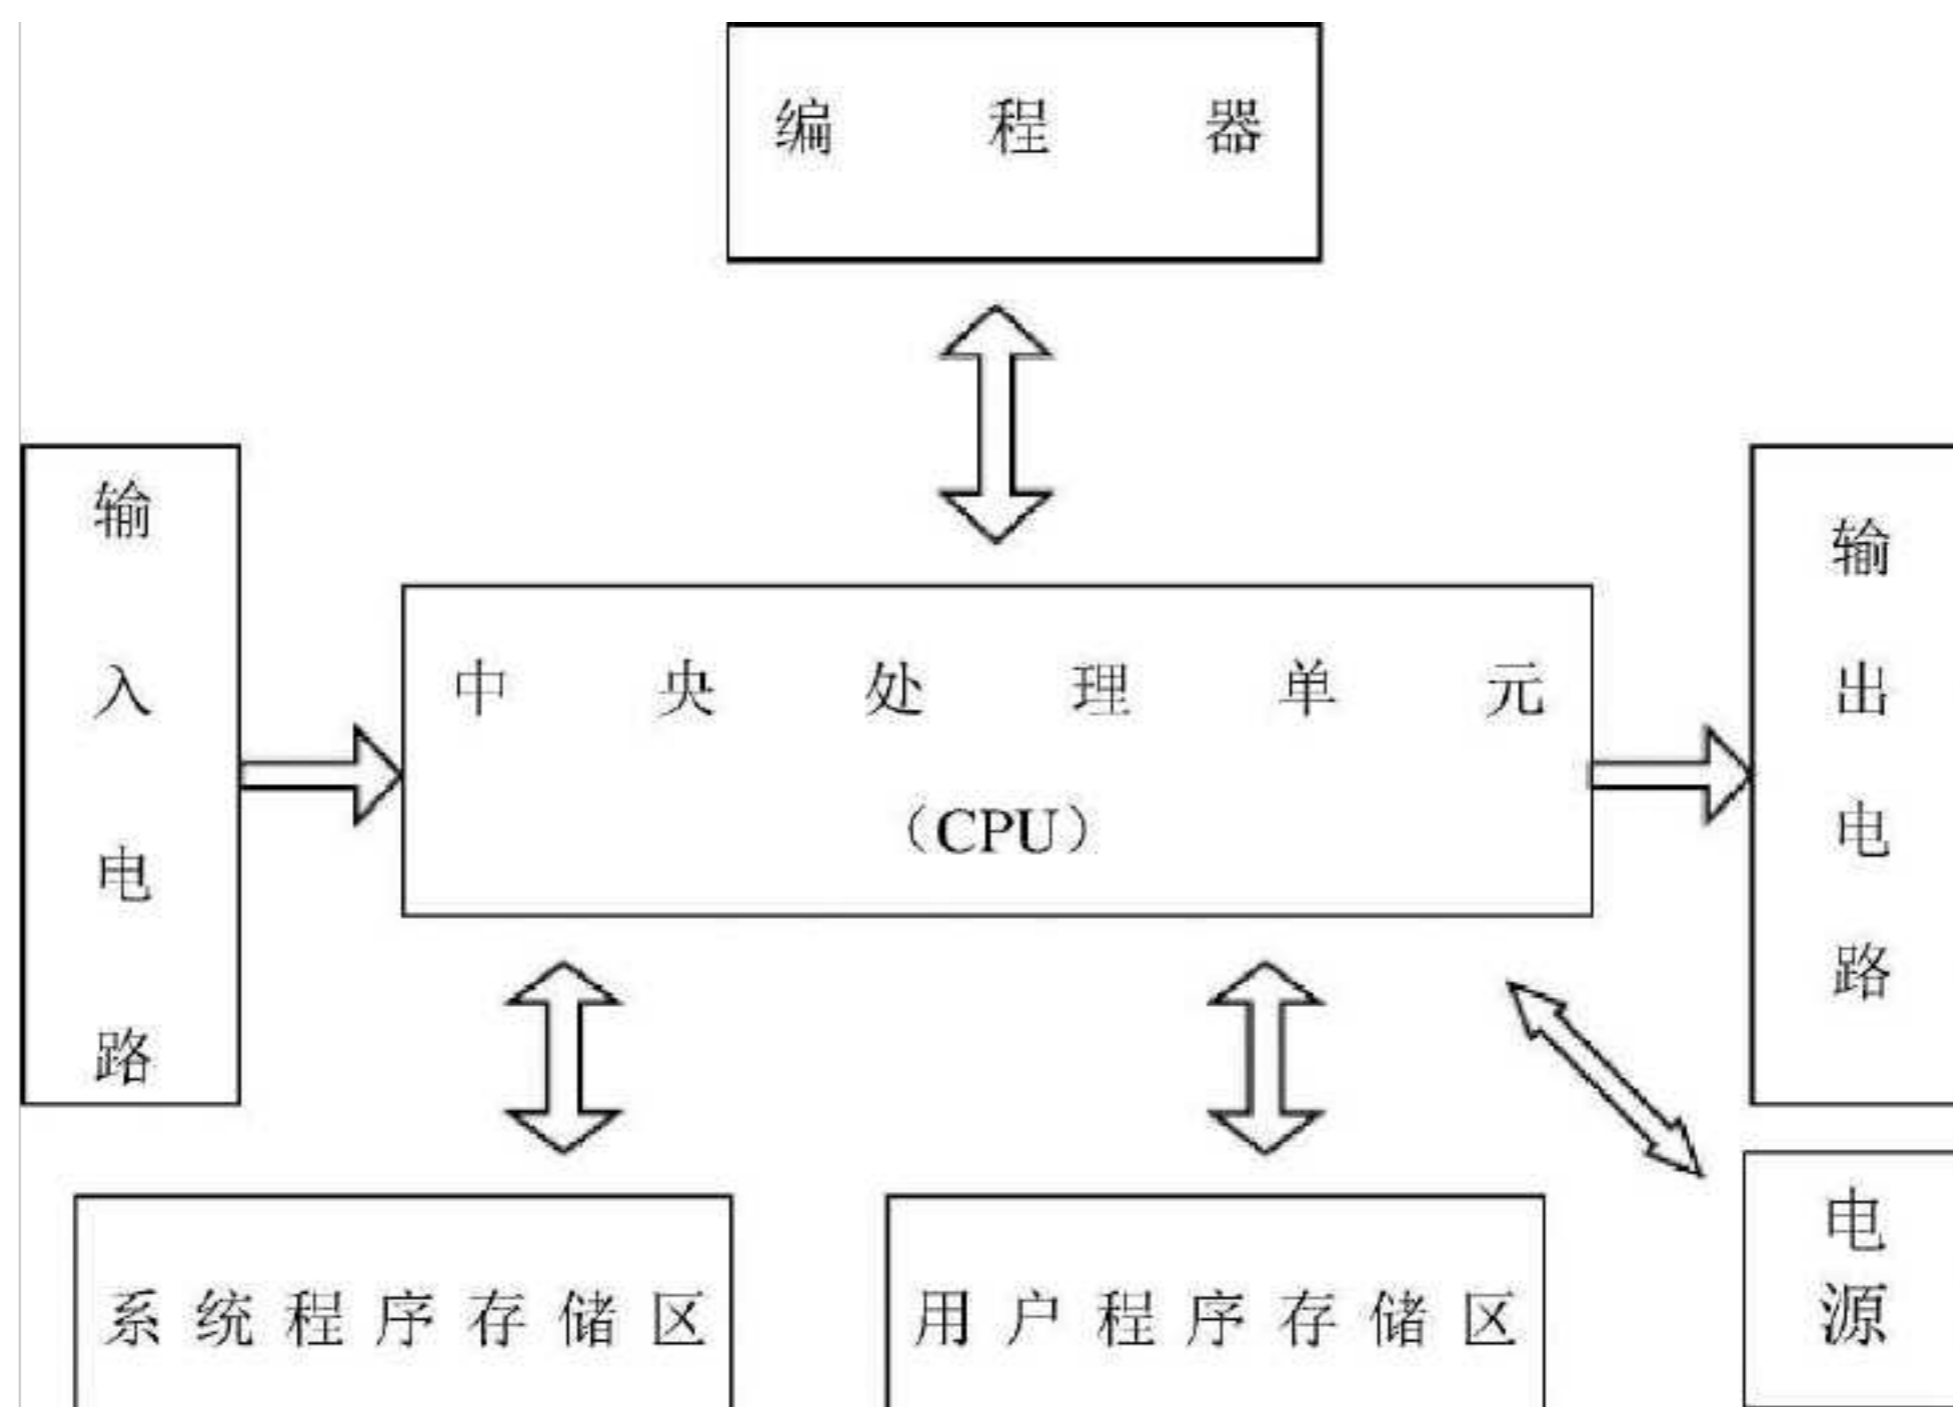 编程器
输入电路
中央处理单元
（CPU）
输出电路
系统程序存储区
用户程序存储区
电源